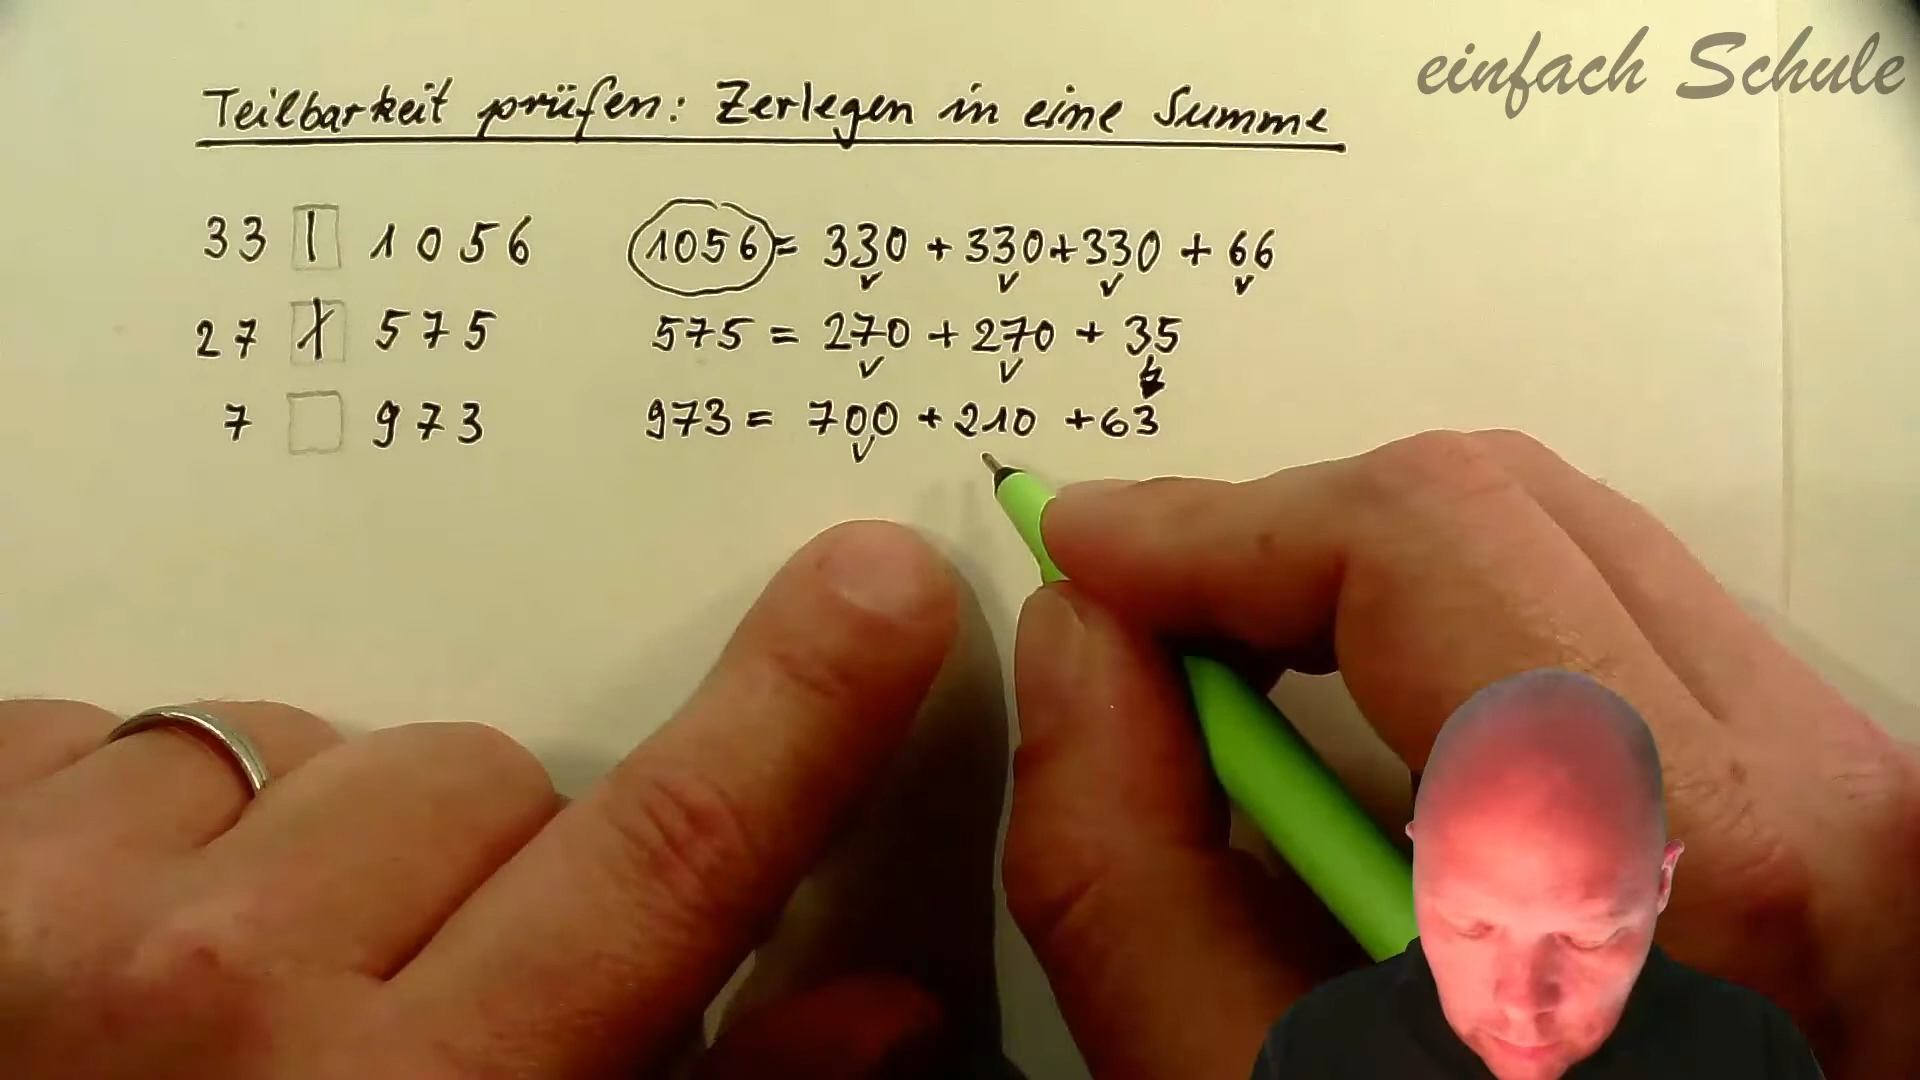 einfach Schule
Teilbarkeit prüfen: Zerlegen in eine Summe
33 | 1056 1056 = 330 + 330 + 330 + 66
27 ∤ 575 575 = 270 + 270 + 35
7 973 973 = 700 + 210 + 63